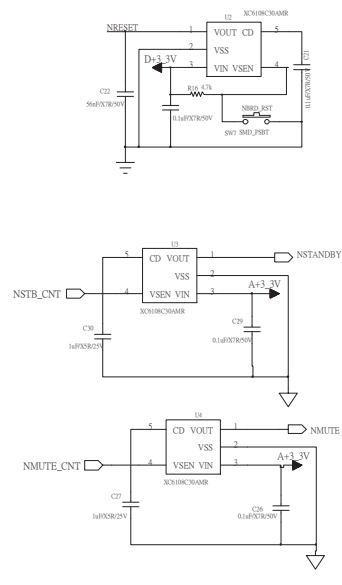 U2 XC6108C30AMR
NRESET 1 VOUT CD 5
2 VSS
D+3_3V 3 VIN VSEN 4
C21
0.1uF/X7R/50V
C22
56nF/X7R/50V
R16 4.7k
0.1uF/X7R/50V
NBRD_RST
SW? SMD_PSBT
U3
5 CD VOUT 1 NSTANDBY
VSS 2
A+3_3V
NSTB_CNT 4 VSEN VIN 3
XC6108C30AMR
C30
1uF/X5R/25V
C29
0.1uF/X7R/50V
U4
5 CD VOUT 1 NMUTE
VSS 2
A+3_3V
NMUTE_CNT 4 VSEN VIN 3
XC6108C30AMR
C27
1uF/X5R/25V
C26
0.1uF/X7R/50V